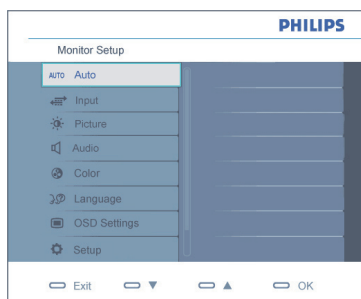 PHILIPS
Monitor Setup
AUTO Auto
Input
Picture
Audio
Color
Language
OSD Settings
Setup
Exit ▼ ▲ OK